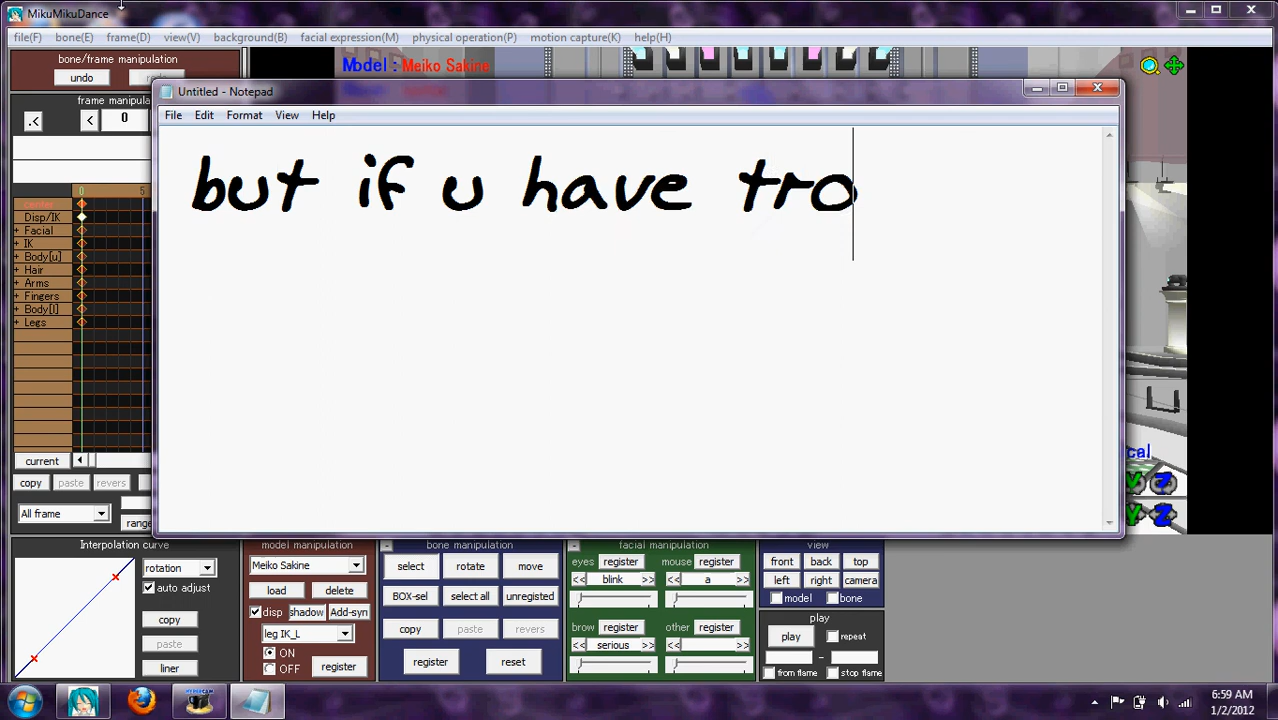 MikuMikuDance
file(F) bone(E) frame(D) view(V) background(B) facial expression(M) physical operation(P) motion capture(K) help(H)
bone/frame manipulation
undo
Model : Meiko Sakine
Untitled - Notepad
File Edit Format View Help
but if u have tro
frame manipula
.< < 0
0 5
center
Disp/IK
+ Facial
+ IK
+ Body[u]
+ Hair
+ Arms
+ Fingers
+ Body[l]
+ Legs
current
copy paste revers
All frame
range
cal
Y Z
Y Z
Interpolation curve
rotation
auto adjust
copy
paste
liner
model manipulation
Meiko Sakine
load delete
disp shadow Add-syn
leg IK_L
ON
OFF
register
bone manipulation
select rotate move
BOX-sel select all unregisted
copy paste revers
register reset
facial manipulation
eyes register mouse register
<< blink >> << a >>
brow register other register
<< serious >> << >>
view
front back top
left right camera
model bone
play
play repeat
-
from flame stop flame
6:59 AM
1/2/2012